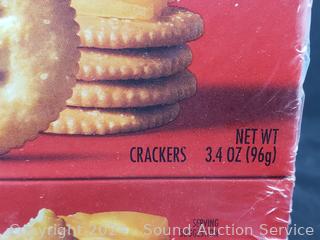 NET WT
CRACKERS 3.4 OZ (96g)
SERVING
Copyright 2024 Sound Auction Service